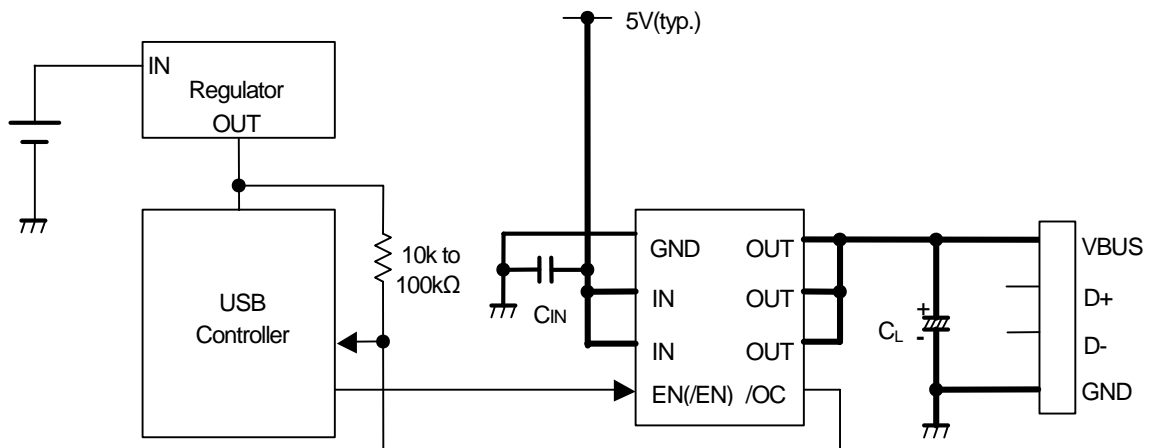 5V(typ.)
IN
Regulator
OUT
10k to
100kΩ
USB
Controller
CIN
GND
IN
IN
EN(/EN)
OUT
OUT
OUT
/OC
+
-
CL
VBUS
D+
D-
GND